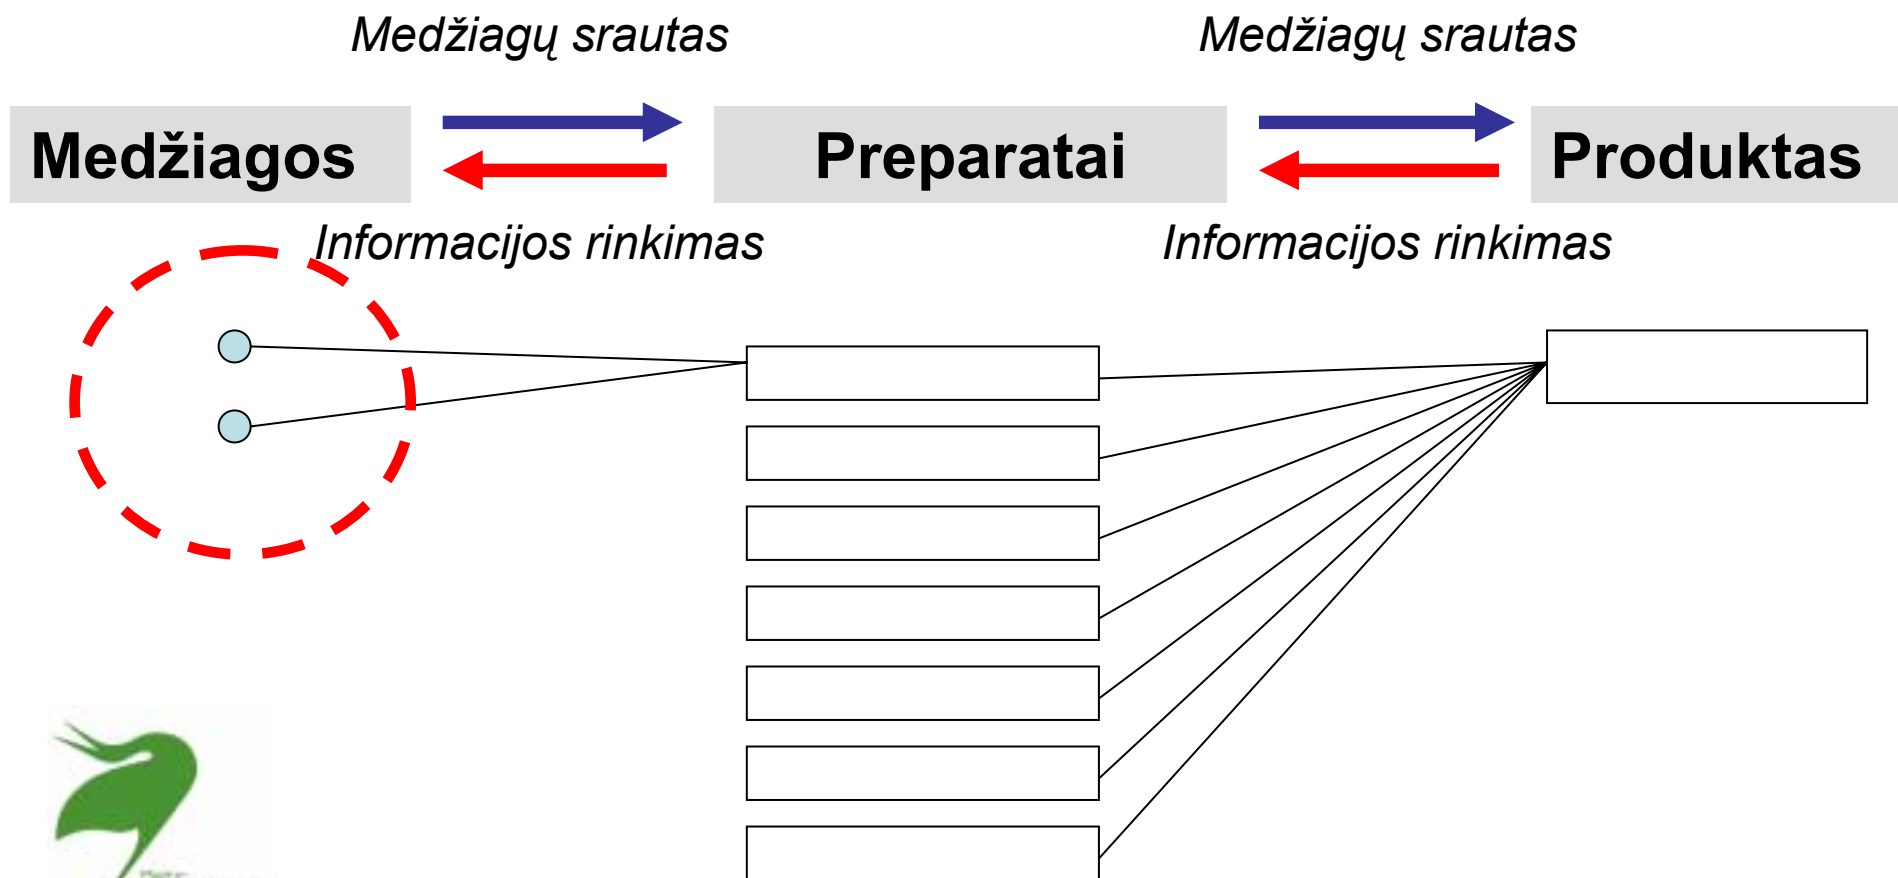 Medžiagų srautas Medžiagų srautas
Medžiagos Preparatai Produktas
Informacijos rinkimas Informacijos rinkimas